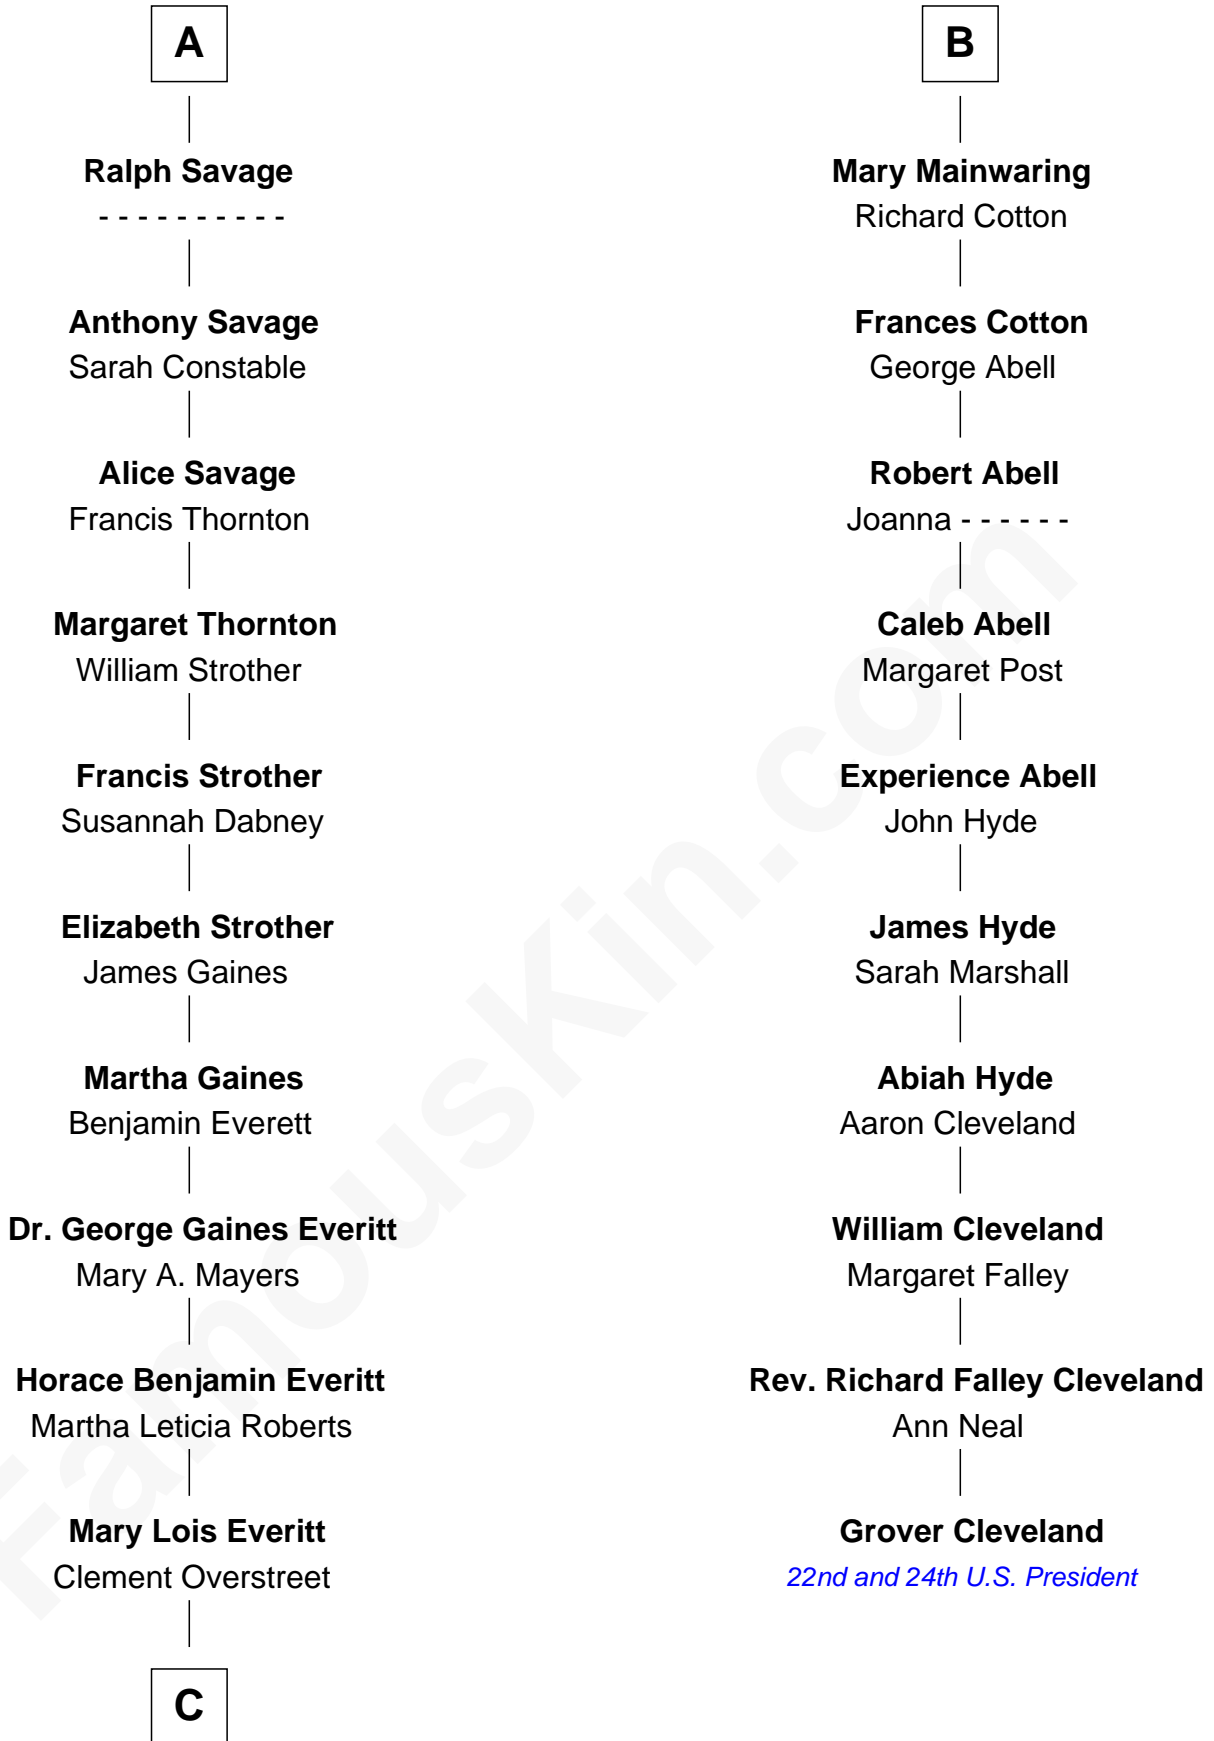 A
Ralph Savage
- - - - - - - - - -
Anthony Savage
Sarah Constable
Alice Savage
Francis Thornton
Margaret Thornton
William Strother
Francis Strother
Susannah Dabney
Elizabeth Strother
James Gaines
Martha Gaines
Benjamin Everett
Dr. George Gaines Everitt
Mary A. Mayers
Horace Benjamin Everitt
Martha Leticia Roberts
Mary Lois Everitt
Clement Overstreet
C
B
Mary Mainwaring
Richard Cotton
Frances Cotton
George Abell
Robert Abell
Joanna - - - - - -
Caleb Abell
Margaret Post
Experience Abell
John Hyde
James Hyde
Sarah Marshall
Abiah Hyde
Aaron Cleveland
William Cleveland
Margaret Falley
Rev. Richard Falley Cleveland
Ann Neal
Grover Cleveland
22nd and 24th U.S. President
FamousKin.com